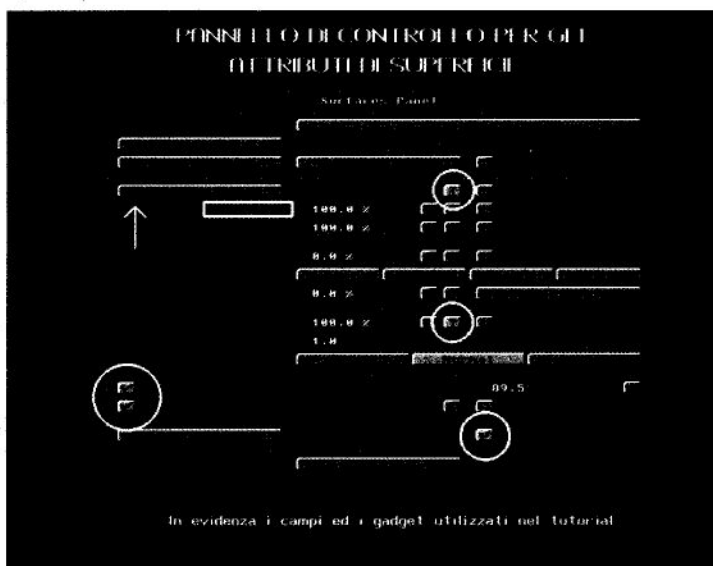 PANNELLO DI CONTROLLO PER GLI
ATTRIBUTI DI SUPERFICIE
Surfaces Panel
100.0 %
100.0 %
0.0 %
0.0 %
100.0 %
1.0
89.5
In evidenza i campi ed i gadget utilizzati nel tutorial